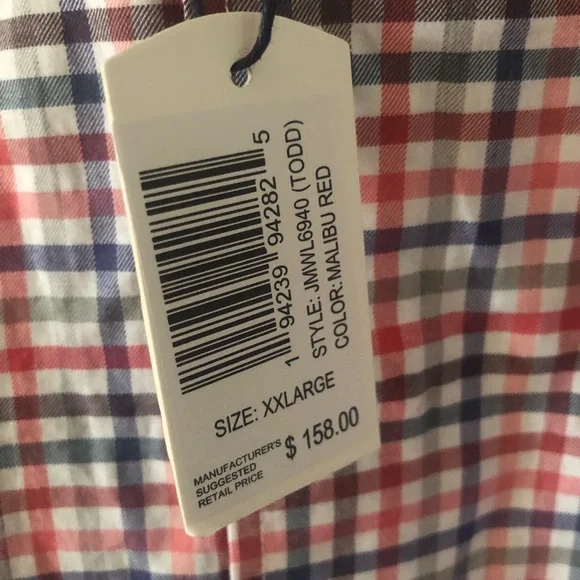 1 94239 94282 5
STYLE: JMWL6940 (TODD)
COLOR: MALIBU RED
SIZE: XXLARGE
MANUFACTURER'S
SUGGESTED
RETAIL PRICE
$ 158.00